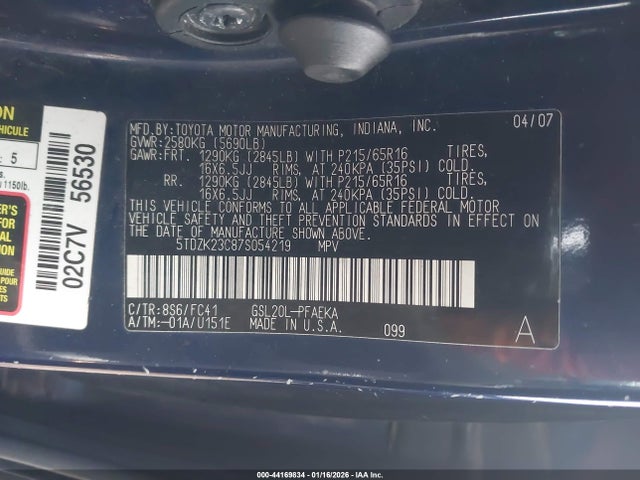 MFD.BY:TOYOTA MOTOR MANUFACTURING, INDIANA, INC. 04/07
GVWR:2580KG (5690LB)
GAWR:FRT. 1290KG (2845LB) WITH P215/65R16 TIRES,
16X6.5JJ RIMS, AT 240KPA (35PSI) COLD.
RR. 1290KG (2845LB) WITH P215/65R16 TIRES,
16X6.5JJ RIMS, AT 240KPA (35PSI) COLD.
THIS VEHICLE CONFORMS TO ALL APPLICABLE FEDERAL MOTOR
VEHICLE SAFETY AND THEFT PREVENTION STANDARDS IN EFFECT ON
THE DATE OF MANUFACTURE SHOWN ABOVE.
5TDZK23C87S054219 MPV
C/TR:8S6/FC41 GSL20L-PFAEKA
A/TM:-01A/U151E MADE IN U.S.A. 099 A
02C7V 56530
ON
VEHICULE
: 5
1150lb.
000-44169834 - 01/16/2026 - IAA Inc.